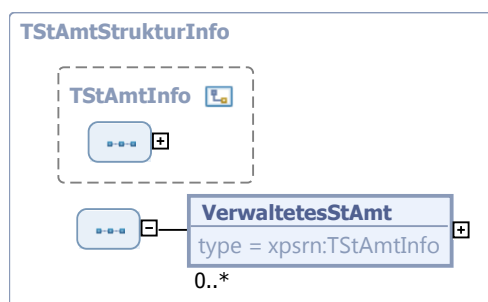 TStAmtStrukturInfo
TStAmtInfo
VerwaltetesStAmt
type = xpsrn:TStAmtInfo
0..*